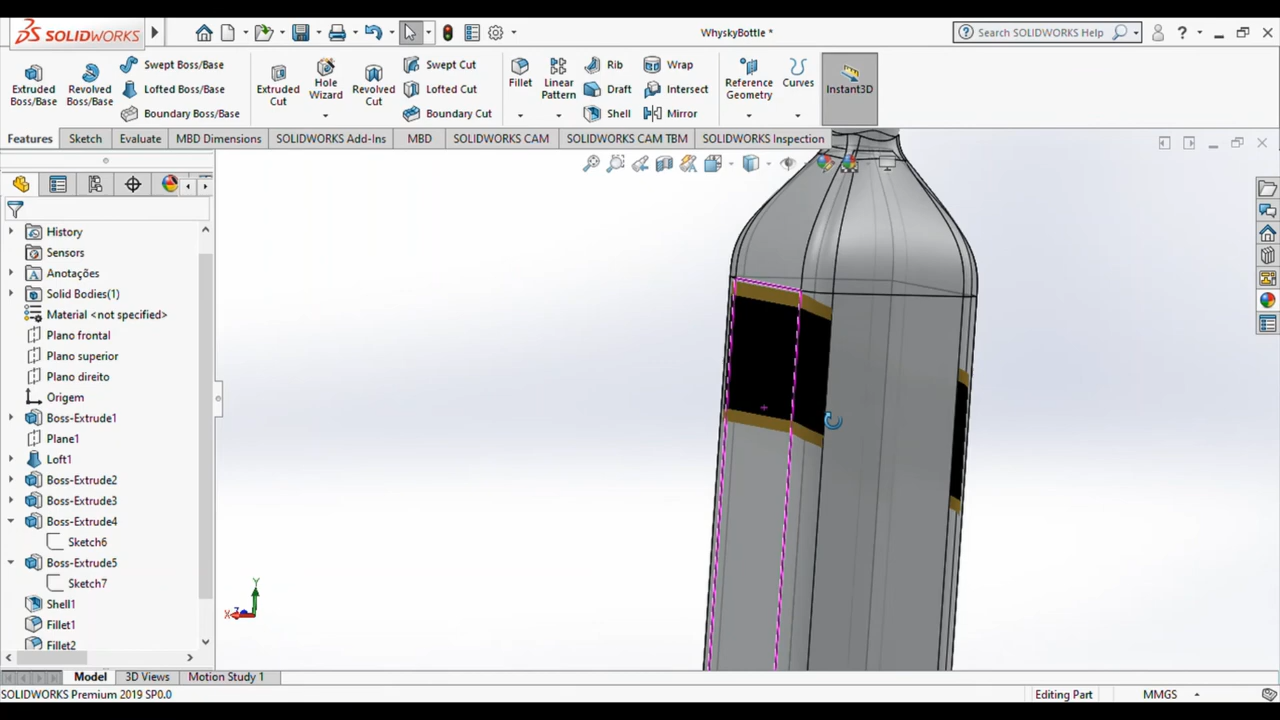 SOLIDWORKS
WhyskyBottle *
Search SOLIDWORKS Help
?
Extruded Boss/Base
Revolved Boss/Base
Swept Boss/Base
Lofted Boss/Base
Boundary Boss/Base
Extruded Cut
Hole Wizard
Revolved Cut
Swept Cut
Lofted Cut
Boundary Cut
Fillet
Linear Pattern
Rib
Draft
Shell
Wrap
Intersect
Mirror
Reference Geometry
Curves
Instant3D
Features Sketch Evaluate MBD Dimensions SOLIDWORKS Add-Ins MBD SOLIDWORKS CAM SOLIDWORKS CAM TBM SOLIDWORKS Inspection
History
Sensors
Anotações
Solid Bodies(1)
Material <not specified>
Plano frontal
Plano superior
Plano direito
Origem
Boss-Extrude1
Plane1
Loft1
Boss-Extrude2
Boss-Extrude3
Boss-Extrude4
Sketch6
Boss-Extrude5
Sketch7
Shell1
Fillet1
Fillet2
Y
X
Z
Model 3D Views Motion Study 1
SOLIDWORKS Premium 2019 SP0.0
Editing Part
MMGS